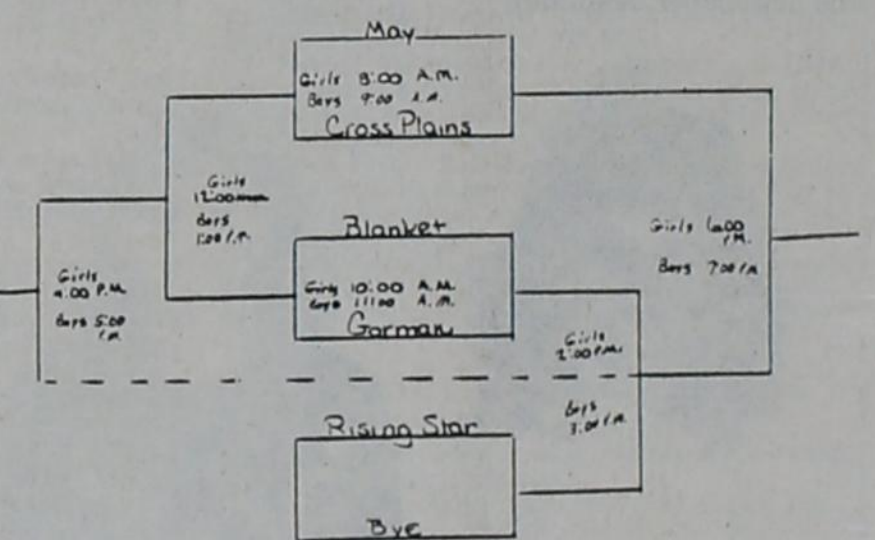 May
Girls 8:00 A.M.
Boys 9:00 A.M.
Cross Plains
Girls
12:00
Boys
1:00 P.M.
Blanket
Girls 10:00 A.M.
Boys 11:00 A.M.
Gorman
Girls 6:00
P.M.
Boys 7:00 P.M.
Girls
4:00 P.M.
Boys 5:00
P.M.
Girls
2:00 P.M.
Boys
3:00 P.M.
Rising Star
Bye